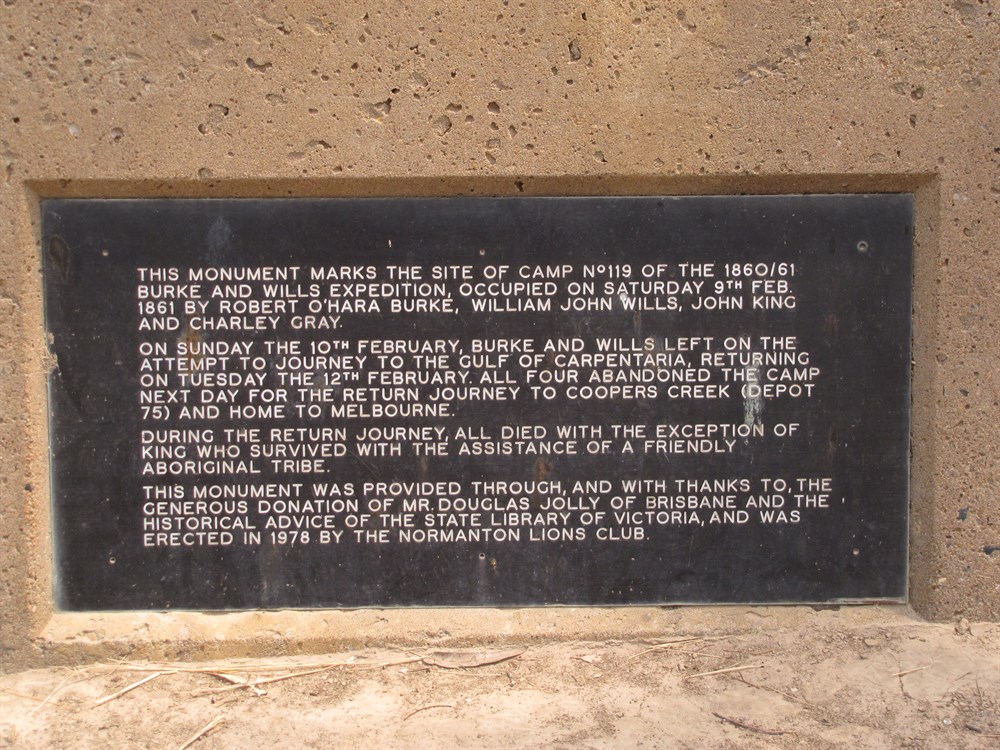 THIS MONUMENT MARKS THE SITE OF CAMP Nº119 OF THE 1860/61
BURKE AND WILLS EXPEDITION, OCCUPIED ON SATURDAY 9TH FEB.
1861 BY ROBERT O'HARA BURKE, WILLIAM JOHN WILLS, JOHN KING
AND CHARLEY GRAY.
ON SUNDAY THE 10TH FEBRUARY, BURKE AND WILLS LEFT ON THE
ATTEMPT TO JOURNEY TO THE GULF OF CARPENTARIA, RETURNING
ON TUESDAY THE 12TH FEBRUARY. ALL FOUR ABANDONED THE CAMP
NEXT DAY FOR THE RETURN JOURNEY TO COOPERS CREEK (DEPOT
75) AND HOME TO MELBOURNE.
DURING THE RETURN JOURNEY, ALL DIED WITH THE EXCEPTION OF
KING WHO SURVIVED WITH THE ASSISTANCE OF A FRIENDLY
ABORIGINAL TRIBE.
THIS MONUMENT WAS PROVIDED THROUGH, AND WITH THANKS TO, THE
GENEROUS DONATION OF MR. DOUGLAS JOLLY OF BRISBANE AND THE
HISTORICAL ADVICE OF THE STATE LIBRARY OF VICTORIA, AND WAS
ERECTED IN 1978 BY THE NORMANTON LIONS CLUB.